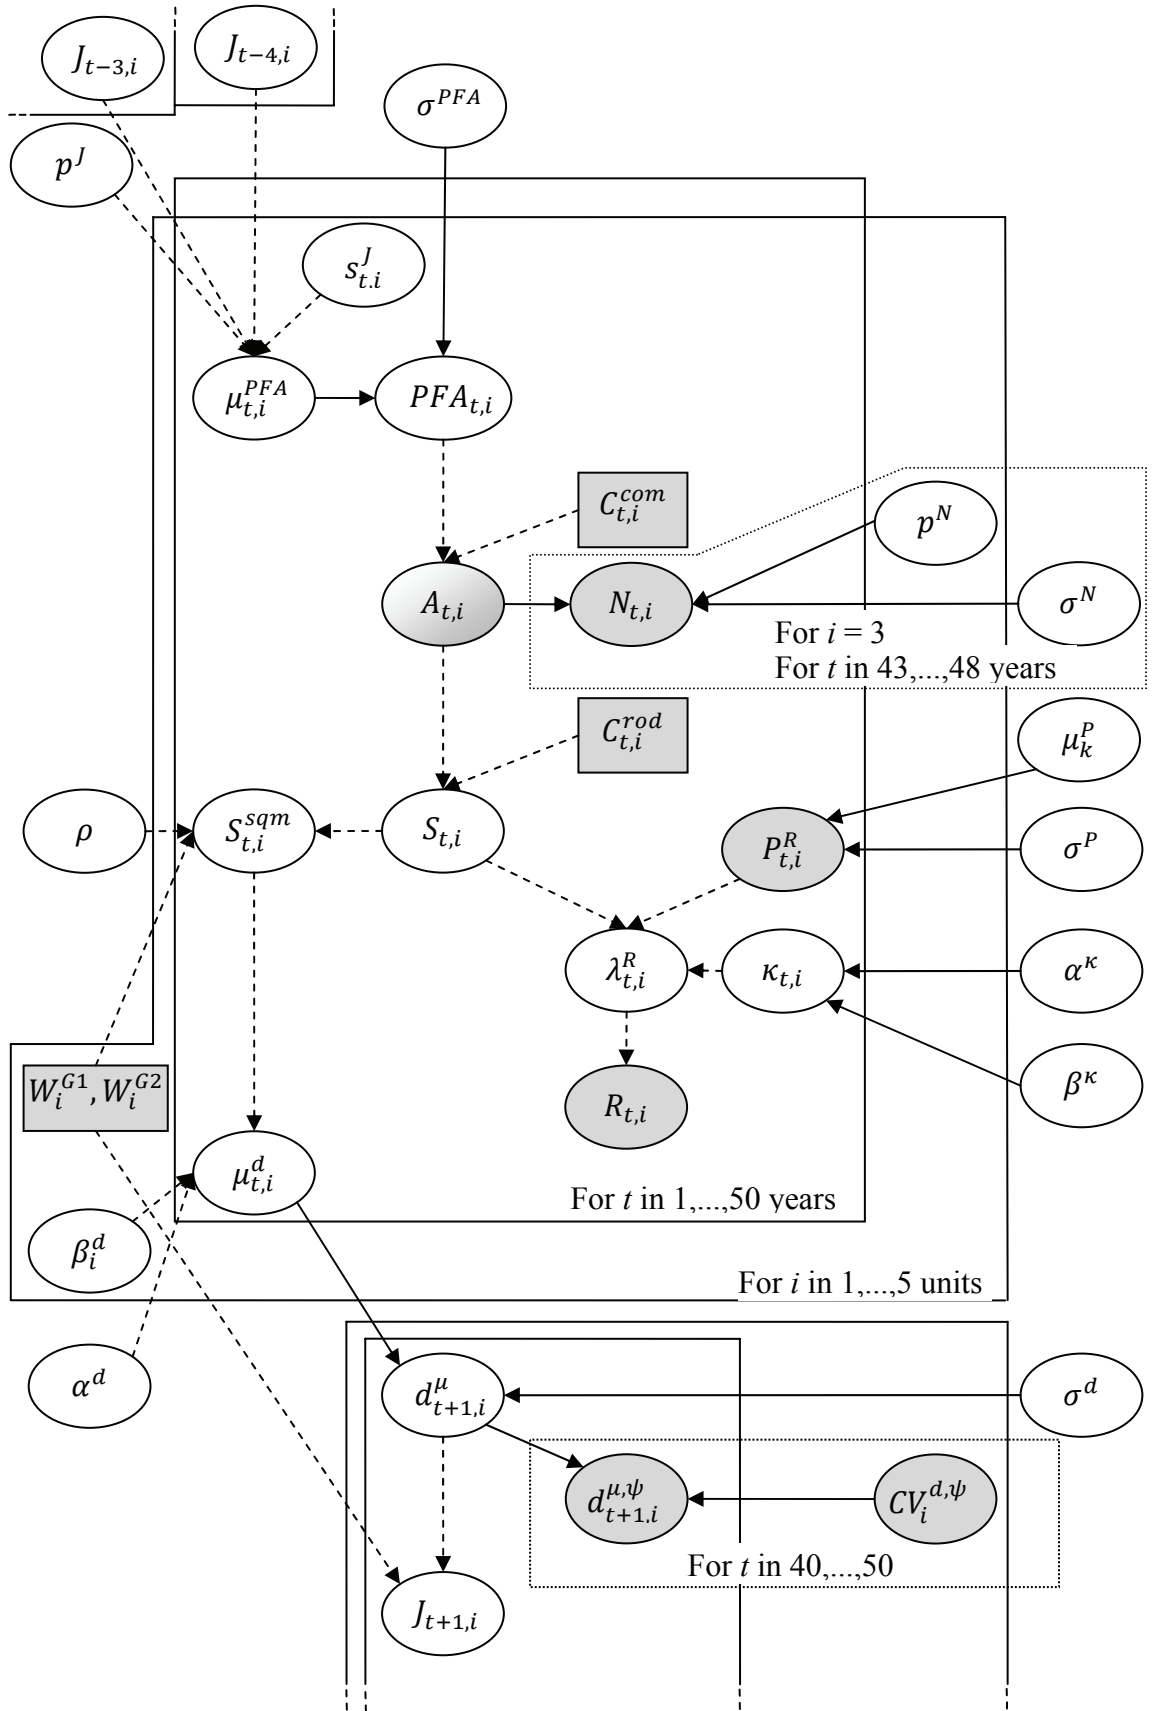 J_{t−3,i}
J_{t−4,i}
σ^{PFA}
p^J
s^J_{t.i}
μ^{PFA}_{t,i}
PFA_{t,i}
C^{com}_{t,i}
p^N
A_{t,i}
N_{t,i}
σ^N
For i = 3
For t in 43,...,48 years
C^{rod}_{t,i}
μ^P_k
ρ
S^{sqm}_{t,i}
S_{t,i}
P^R_{t,i}
σ^P
λ^R_{t,i}
κ_{t,i}
α^κ
W^{G1}_i, W^{G2}_i
R_{t,i}
β^κ
μ^d_{t,i}
For t in 1,...,50 years
β^d_i
For i in 1,...,5 units
α^d
d^μ_{t+1,i}
σ^d
d^{μ,ψ}_{t+1,i}
CV^{d,ψ}_i
For t in 40,...,50
J_{t+1,i}